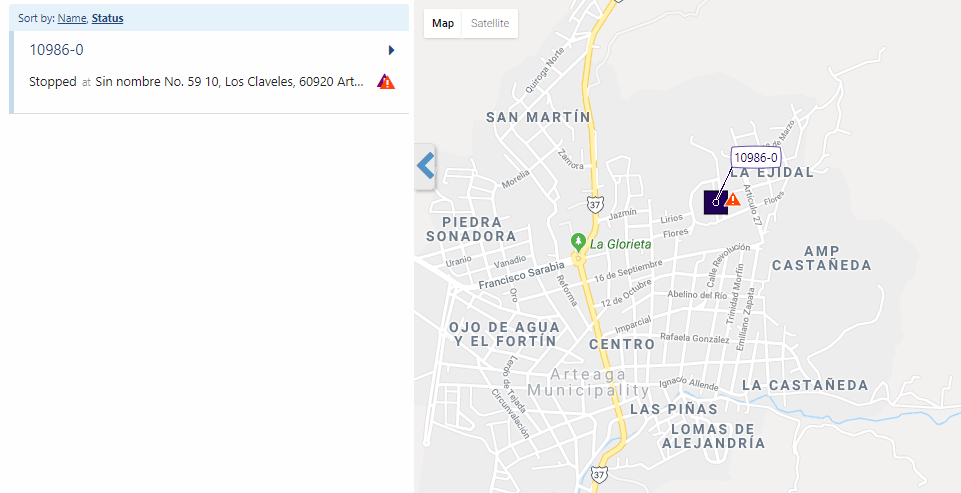 Sort by: Name, Status
10986-0
Stopped at Sin nombre No. 59 10, Los Claveles, 60920 Art...
Map Satellite
Quiroga Norte
SAN MARTÍN
Zamora
Morelia
de Marzo
10986-0
LA EJIDAL
Artículo 27
Flores
37
Jazmín
Lirios
Flores
PIEDRA
SONADORA
La Glorieta
Uranio
Vanadio
Francisco Sarabia
Oro
Reforma
16 de Septiembre
12 de Octubre
Calle Revolución
AMP
CASTAÑEDA
Abelino del Río
Trinidad Morfín
Emiliano Zapata
Imparcial
Rafaela González
OJO DE AGUA
Y EL FORTÍN
CENTRO
Lerdo de Tejada
Circunvalación
Arteaga
Municipality
Ignacio Allende
LA CASTAÑEDA
LAS PIÑAS
LOMAS DE
ALEJANDRÍA
37